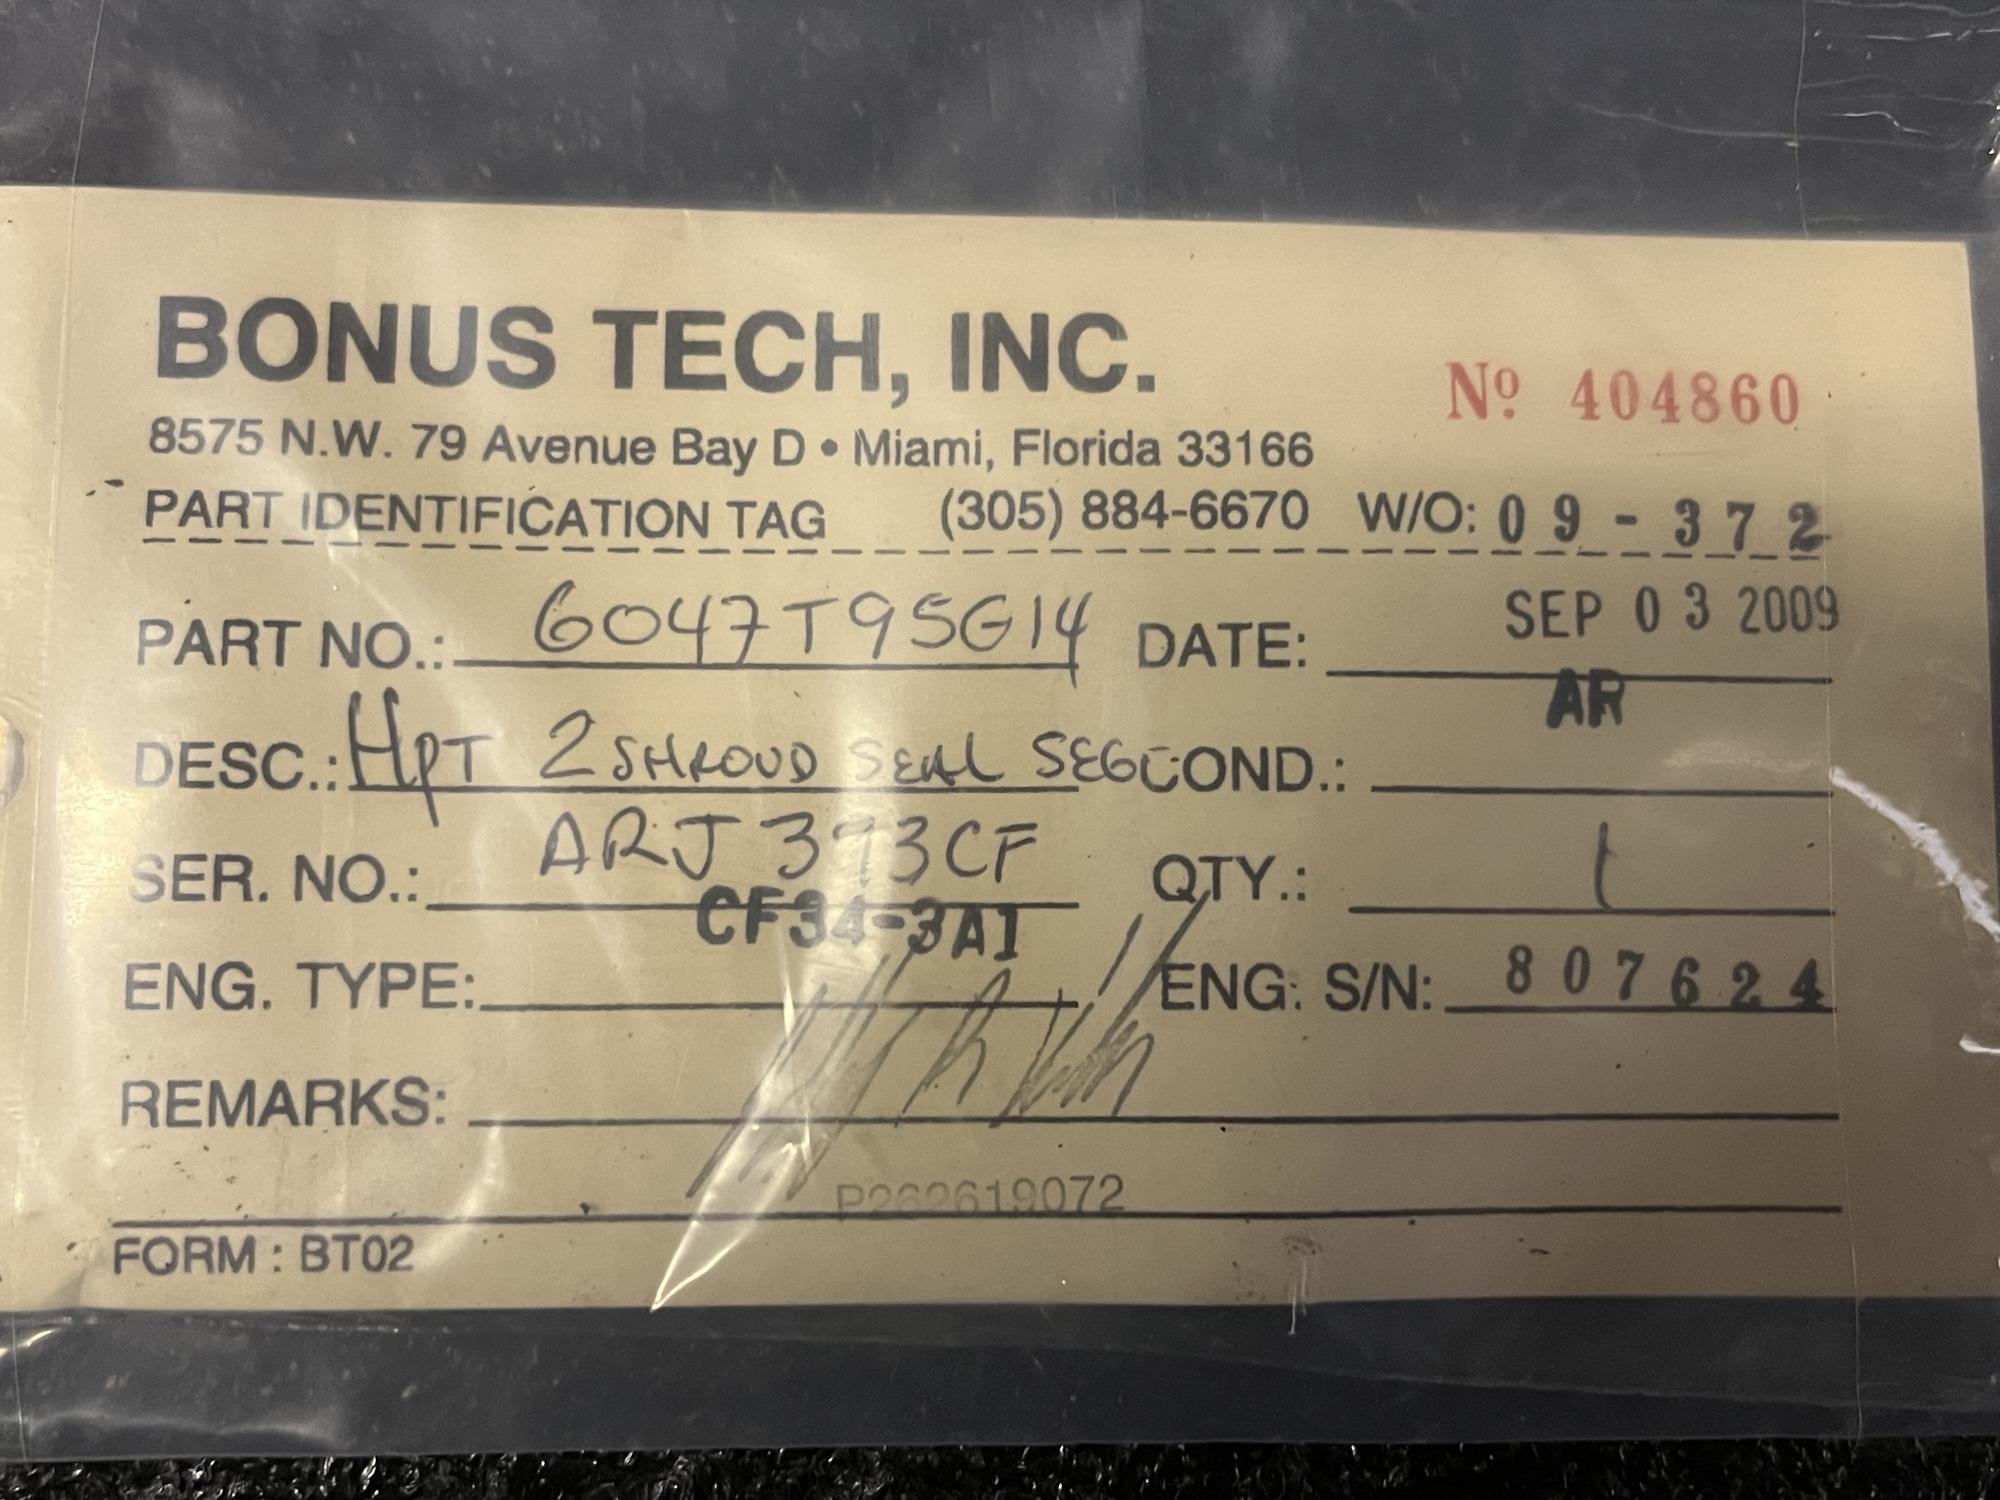 BONUS TECH, INC.
Nº 404860
8575 N.W. 79 Avenue Bay D • Miami, Florida 33166
PART IDENTIFICATION TAG (305) 884-6670 W/O: 09-372
PART NO.: 6047T95G14 DATE: SEP 03 2009
DESC.: HPT 2 SHROUD SEAL SEG COND.: AR
SER. NO.: ARJ373CF QTY.: 1
ENG. TYPE: CF34-3A1 ENG. S/N: 807624
REMARKS:
P262619072
FORM : BT02